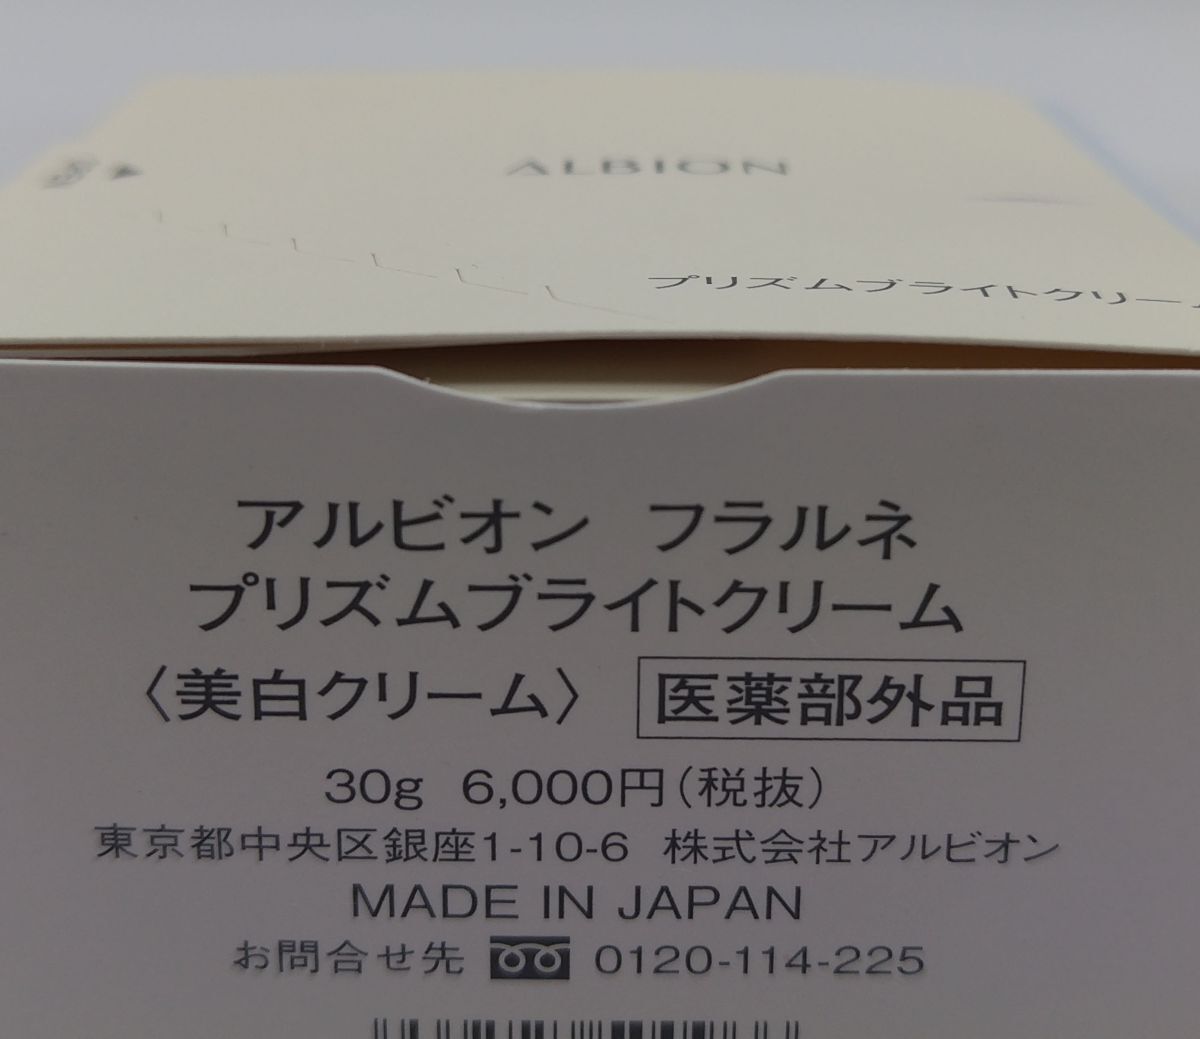 ALBION
プリズムブライトクリー
アルビオン フラルネ
プリズムブライトクリーム
〈美白クリーム〉 医薬部外品
30g 6,000円（税抜）
東京都中央区銀座1-10-6 株式会社アルビオン
MADE IN JAPAN
お問合せ先 0120-114-225